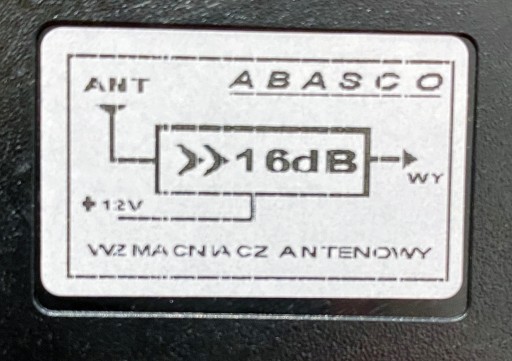 ANT
ABASCO
16dB
WY
+12V
WZMACNIACZ ANTENOWY